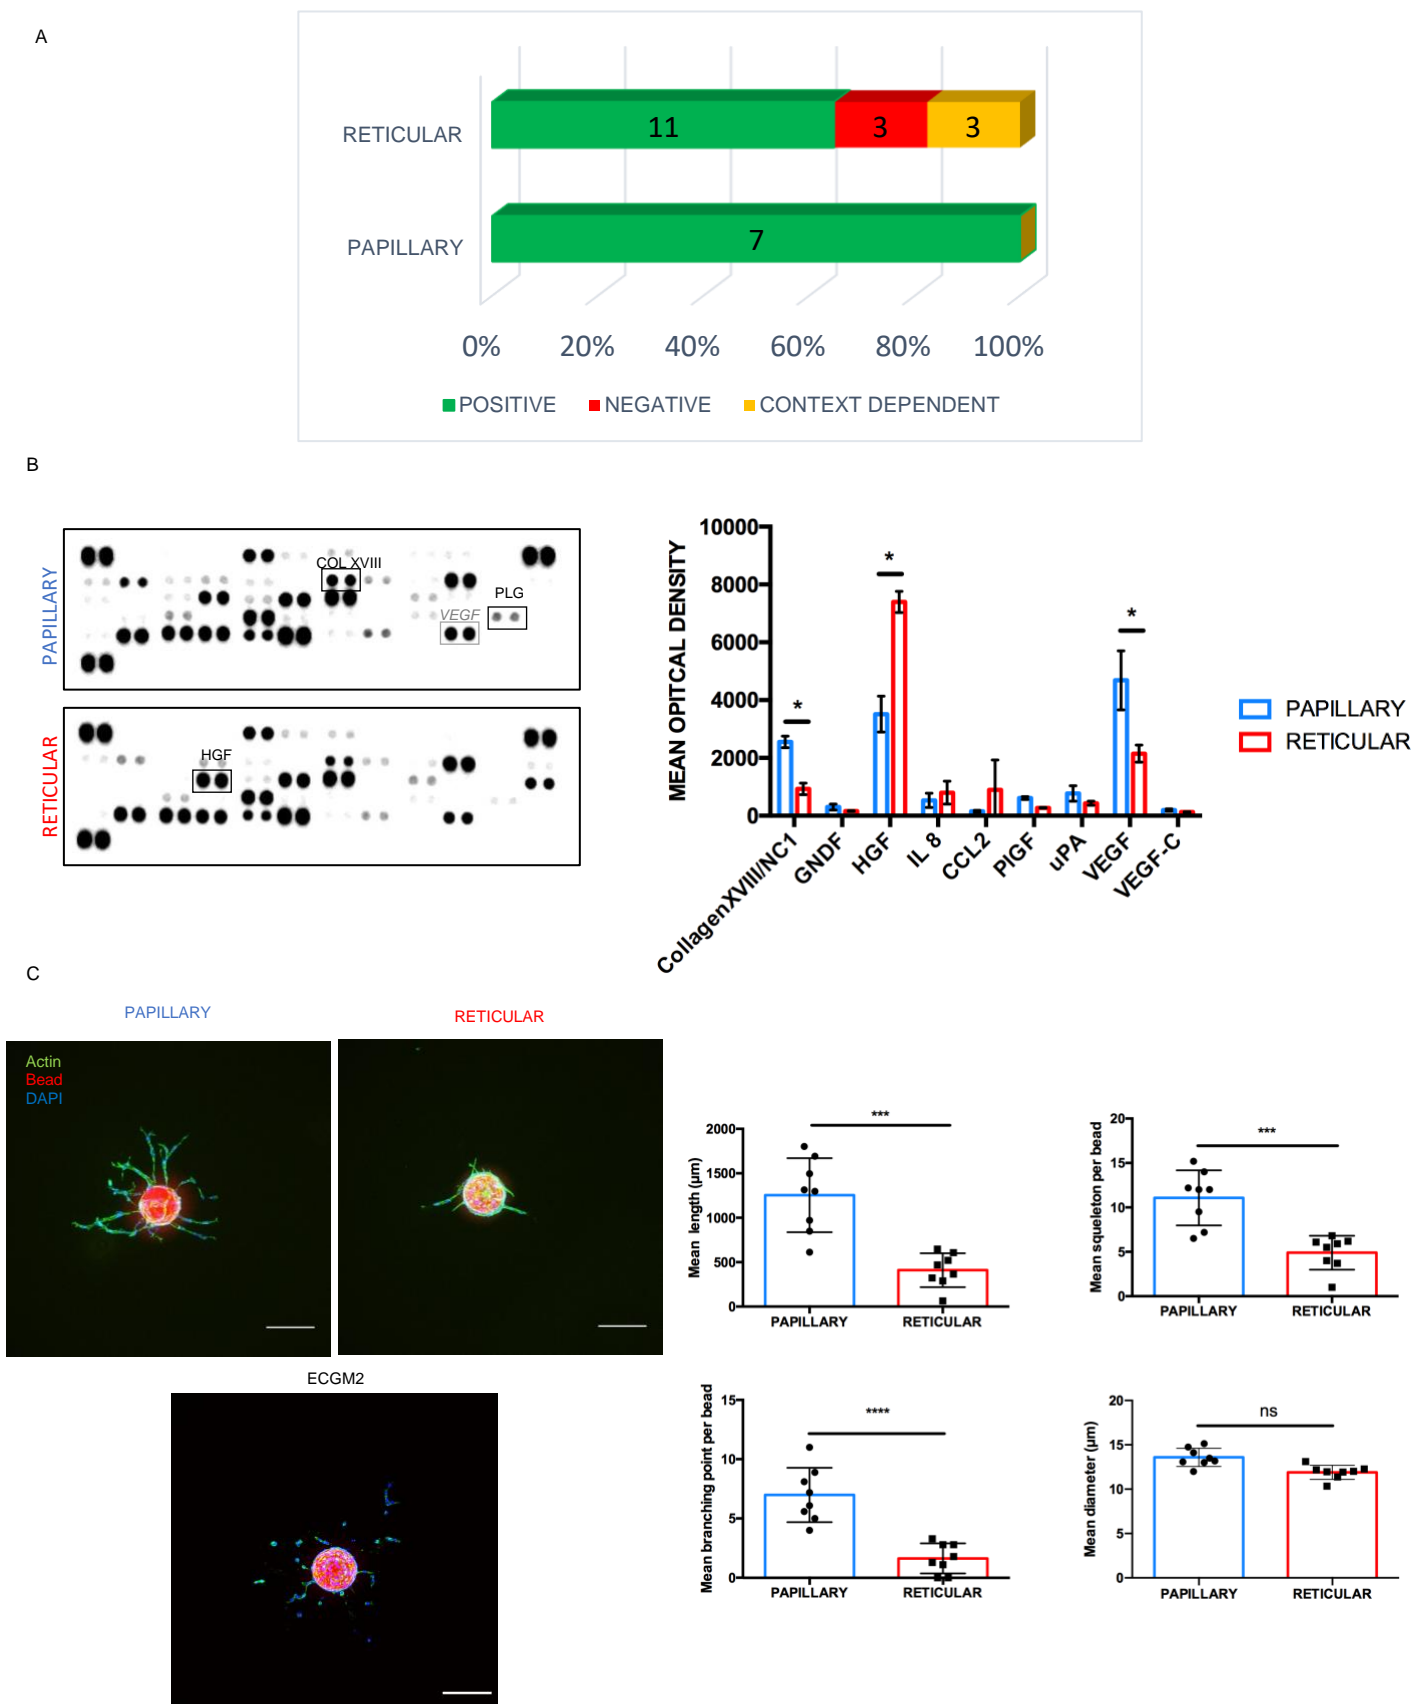 A
RETICULAR
11
3
3
PAPILLARY
7
0%
20%
40%
60%
80%
100%
POSITIVE
NEGATIVE
CONTEXT DEPENDENT
B
PAPILLARY
COL XVIII
PLG
VEGF
RETICULAR
HGF
MEAN OPITCAL DENSITY
10000
8000
6000
4000
2000
0
*
*
*
CollagenXVIII/NC1
GNDF
HGF
IL 8
CCL2
PlGF
uPA
VEGF
VEGF-C
PAPILLARY
RETICULAR
C
PAPILLARY
RETICULAR
Actin
Bead
DAPI
ECGM2
Mean length (µm)
2000
1500
1000
500
0
***
PAPILLARY
RETICULAR
Mean squeleton per bead
20
15
10
5
0
***
PAPILLARY
RETICULAR
Mean branching point per bead
15
10
5
0
****
PAPILLARY
RETICULAR
Mean diameter (µm)
20
15
10
5
0
ns
PAPILLARY
RETICULAR